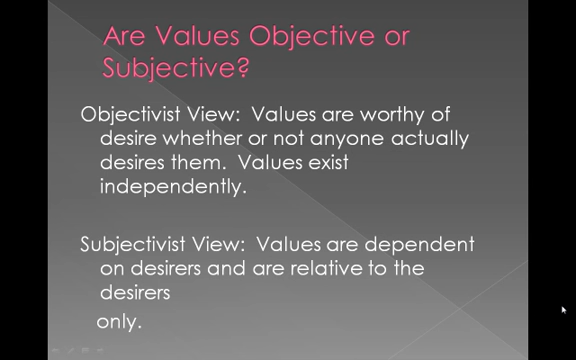 Are Values Objective or
Subjective?
Objectivist View: Values are worthy of
desire whether or not anyone actually
desires them. Values exist
independently.
Subjectivist View: Values are dependent
on desirers and are relative to the
desirers
only.